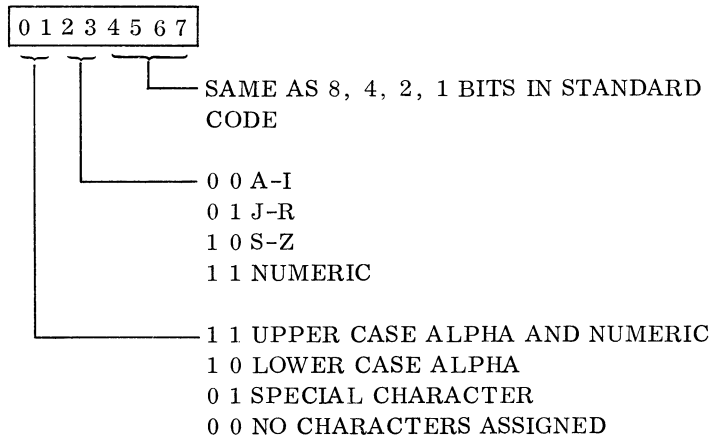 0 1 2 3 4 5 6 7
SAME AS 8, 4, 2, 1 BITS IN STANDARD
CODE
0 0 A-I
0 1 J-R
1 0 S-Z
1 1 NUMERIC
1 1 UPPER CASE ALPHA AND NUMERIC
1 0 LOWER CASE ALPHA
0 1 SPECIAL CHARACTER
0 0 NO CHARACTERS ASSIGNED